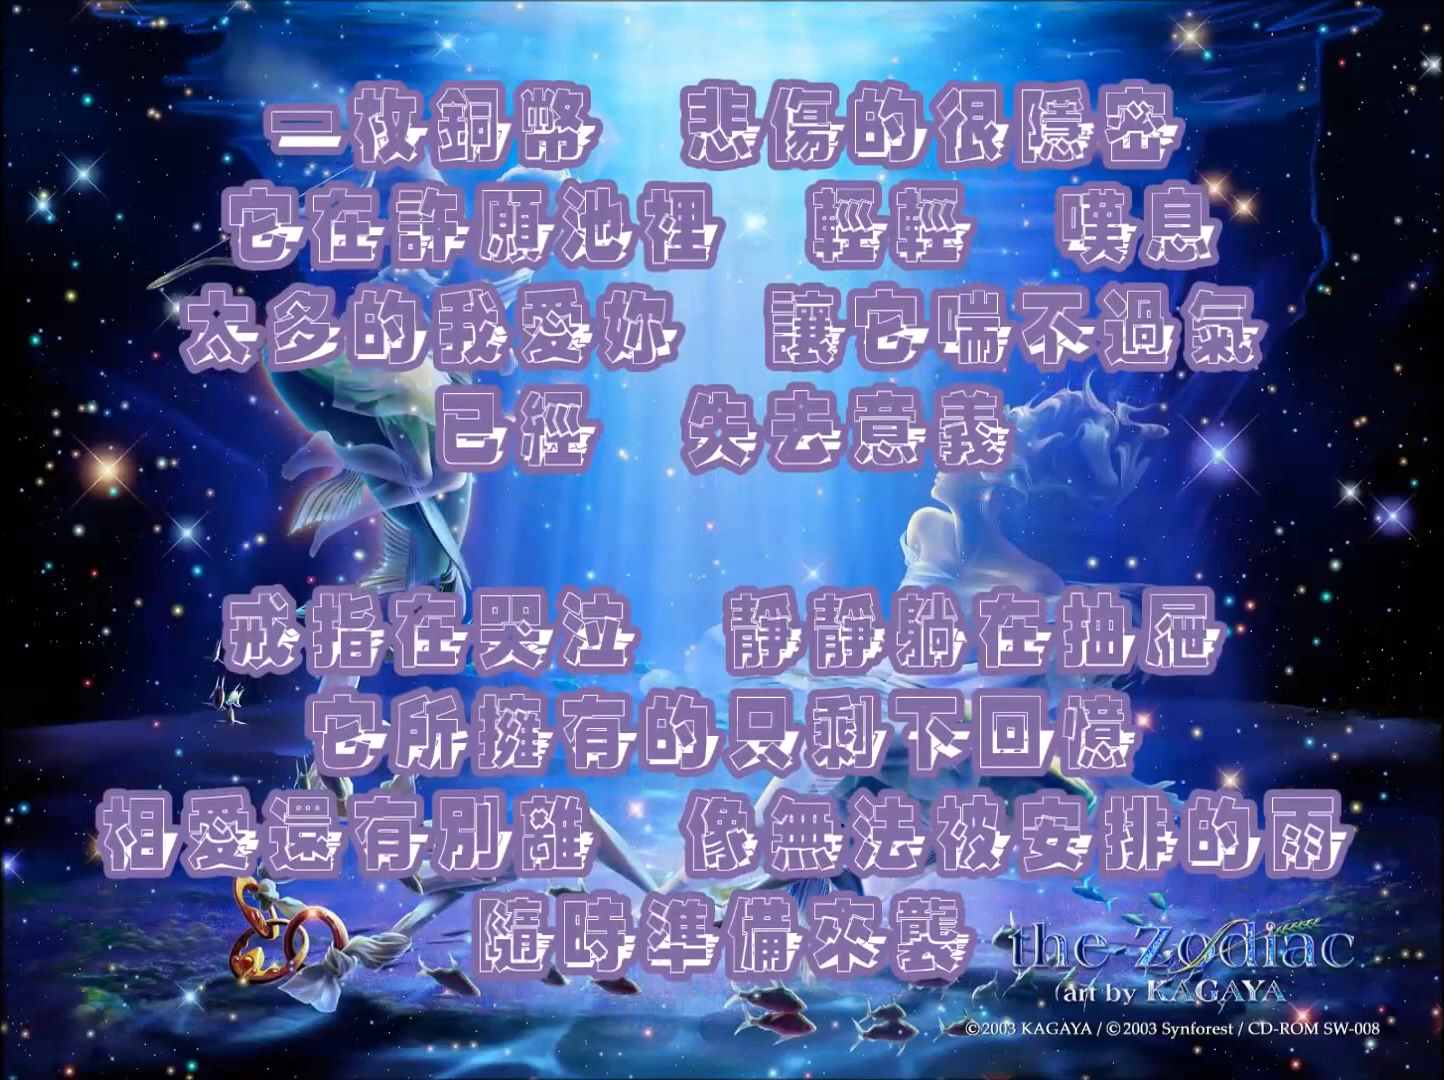 一枚銅幣　悲傷的很隱密
它在許願池裡　輕輕　嘆息
太多的我愛妳　讓它喘不過氣
已經　失去意義
戒指在哭泣　靜靜躺在抽屜
它所擁有的只剩下回憶
相愛還有別離　像無法被安排的雨
隨時準備來襲
the Zodiac
art by KAGAYA
©2003 KAGAYA / ©2003 Synforest / CD-ROM SW-008